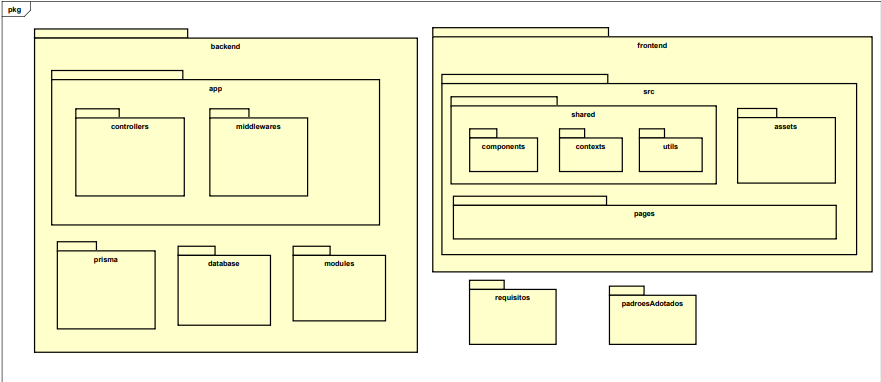 pkg
backend
app
controllers
middlewares
prisma
database
modules
frontend
src
shared
components
contexts
utils
assets
pages
requisitos
padroesAdotados